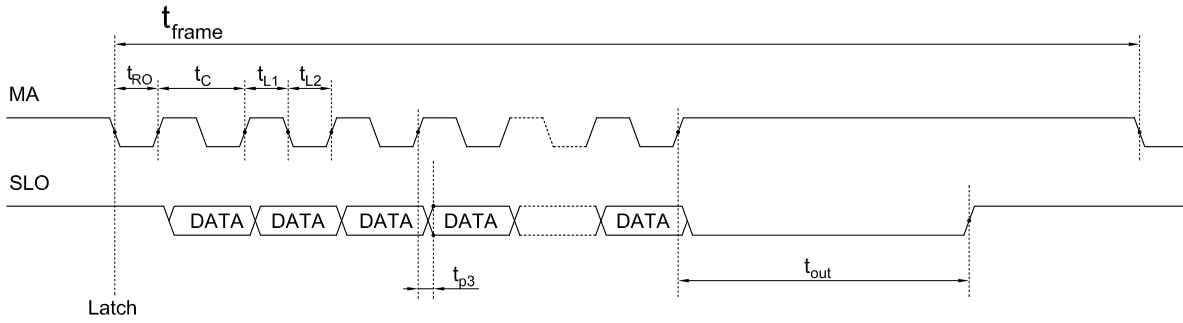 tframe
tRO tC tL1 tL2
MA
SLO
DATA DATA DATA DATA DATA
tp3 tout
Latch